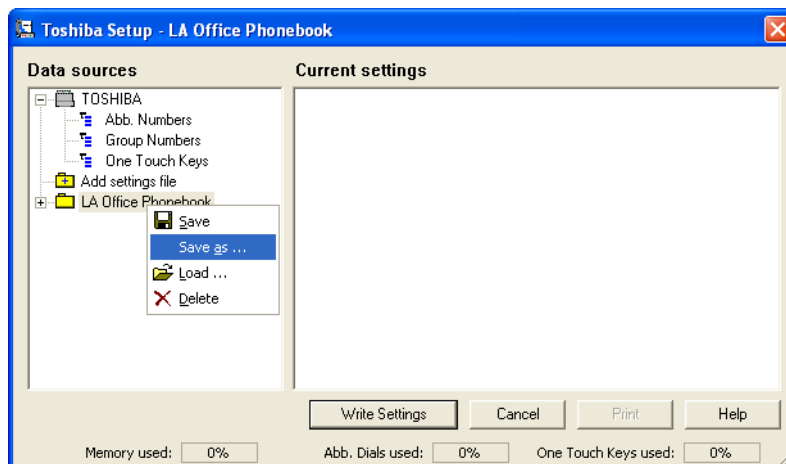 Toshiba Setup - LA Office Phonebook
Data sources
Current settings
TOSHIBA
Abb. Numbers
Group Numbers
One Touch Keys
Add settings file
LA Office Phonebook
Save
Save as ...
Load ...
Delete
Write Settings
Cancel
Print
Help
Memory used: 0%
Abb. Dials used: 0%
One Touch Keys used: 0%